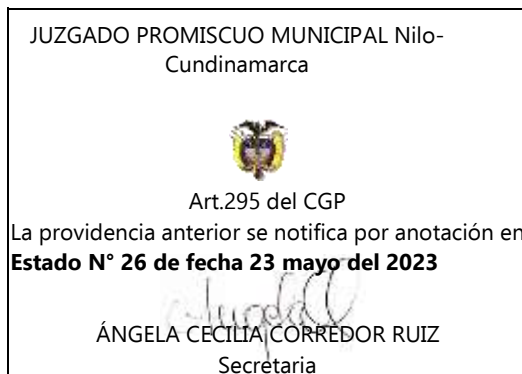 JUZGADO PROMISCUO MUNICIPAL Nilo-
Cundinamarca
Art.295 del CGP
La providencia anterior se notifica por anotación en
Estado N° 26 de fecha 23 mayo del 2023
ÁNGELA CECILIA CORREDOR RUIZ
Secretaria